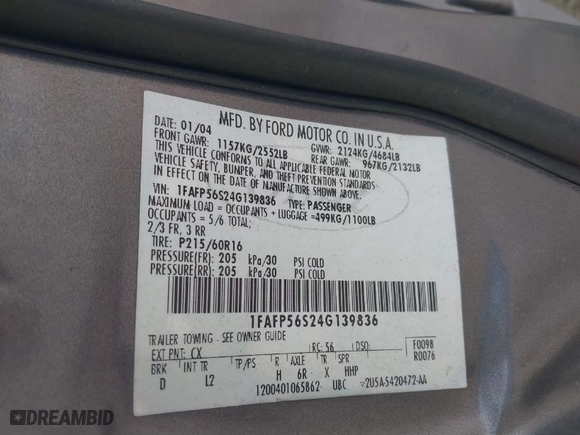 MFD. BY FORD MOTOR CO. IN U.S.A.
DATE: 01/04 GVWR: 2124KG/4684LB
FRONT GAWR: 1157KG/2552LB REAR GAWR: 967KG/2132LB
THIS VEHICLE CONFORMS TO ALL APPLICABLE FEDERAL MOTOR
VEHICLE SAFETY, BUMPER, AND THEFT PREVENTION STANDARDS
IN EFFECT ON THE DATE OF MANUFACTURE SHOWN ABOVE.
VIN: 1FAFP56S24G139836 TYPE: PASSENGER
MAXIMUM LOAD = OCCUPANTS + LUGGAGE =499KG/1100LB
OCCUPANTS = 5/6 TOTAL;
2/3 FR, 3 RR
TIRE: P215/60R16
PRESSURE(FR): 205 kPa/30 PSI COLD
PRESSURE(RR): 205 kPa/30 PSI COLD
1FAFP56S24G139836
TRAILER TOWING - SEE OWNER GUIDE
EXT PNT: CX RC: 56 DSO: F0098
BRK INT TR TP/PS R AXLE TR SPR R0076
D L2 H 6R X HHP
1200401065862 UBC 2U5A-5420472-AA
DREAMBID